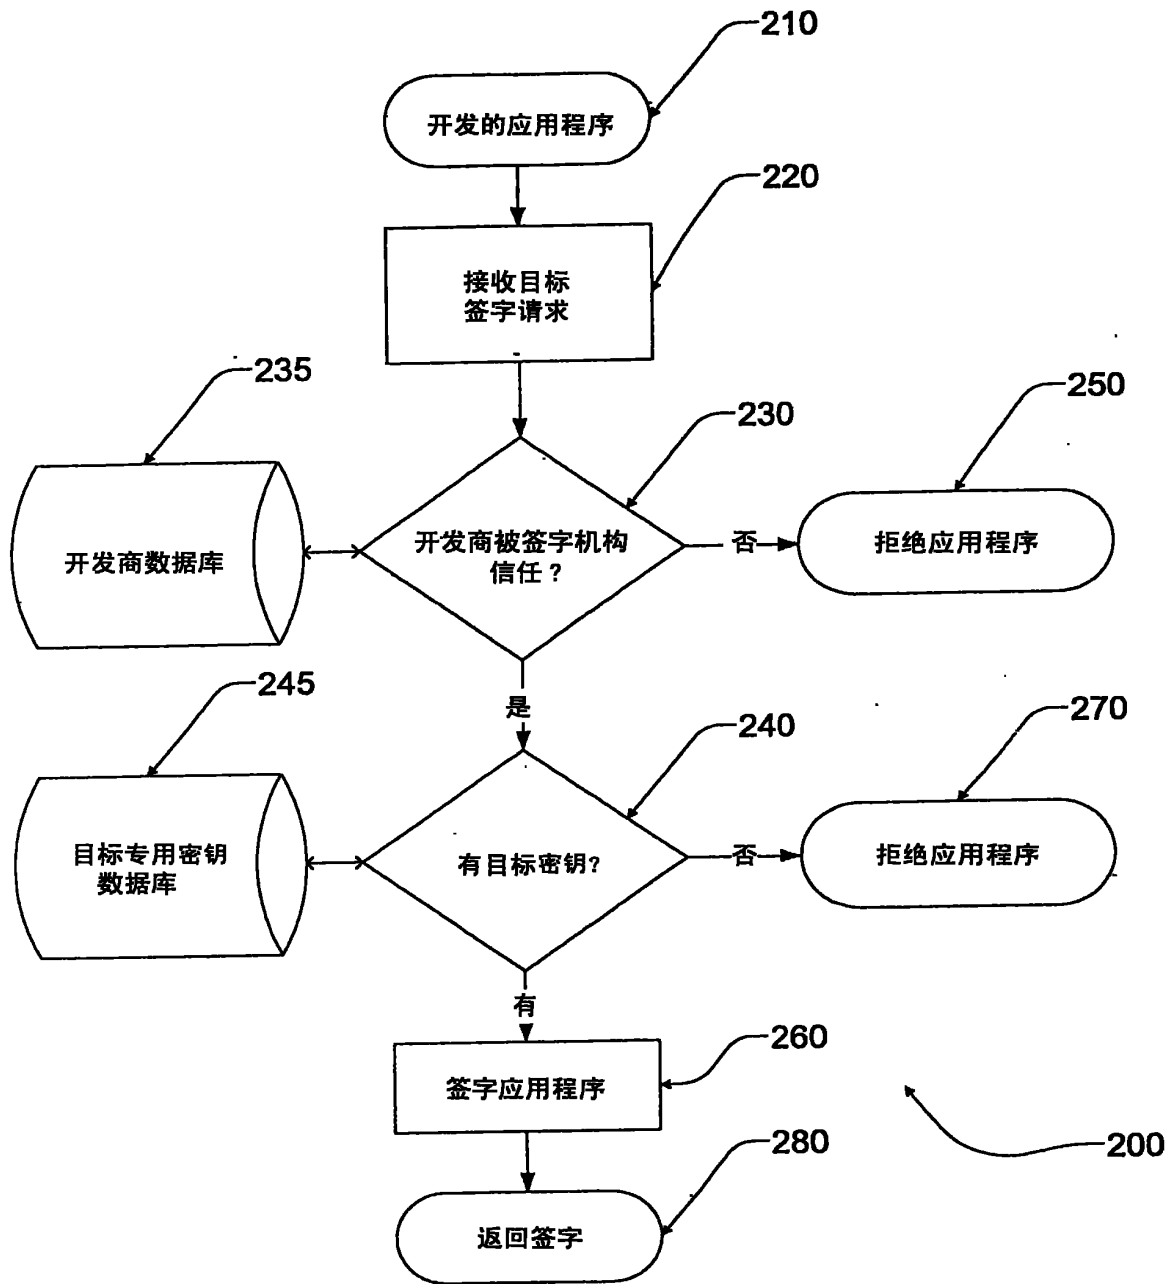 210
开发的应用程序
220
接收目标
签字请求
235
230
250
开发商数据库
开发商被签字机构
信任？
否
拒绝应用程序
是
245
240
270
目标专用密钥
数据库
有目标密钥?
否
拒绝应用程序
有
260
签字应用程序
200
280
返回签字